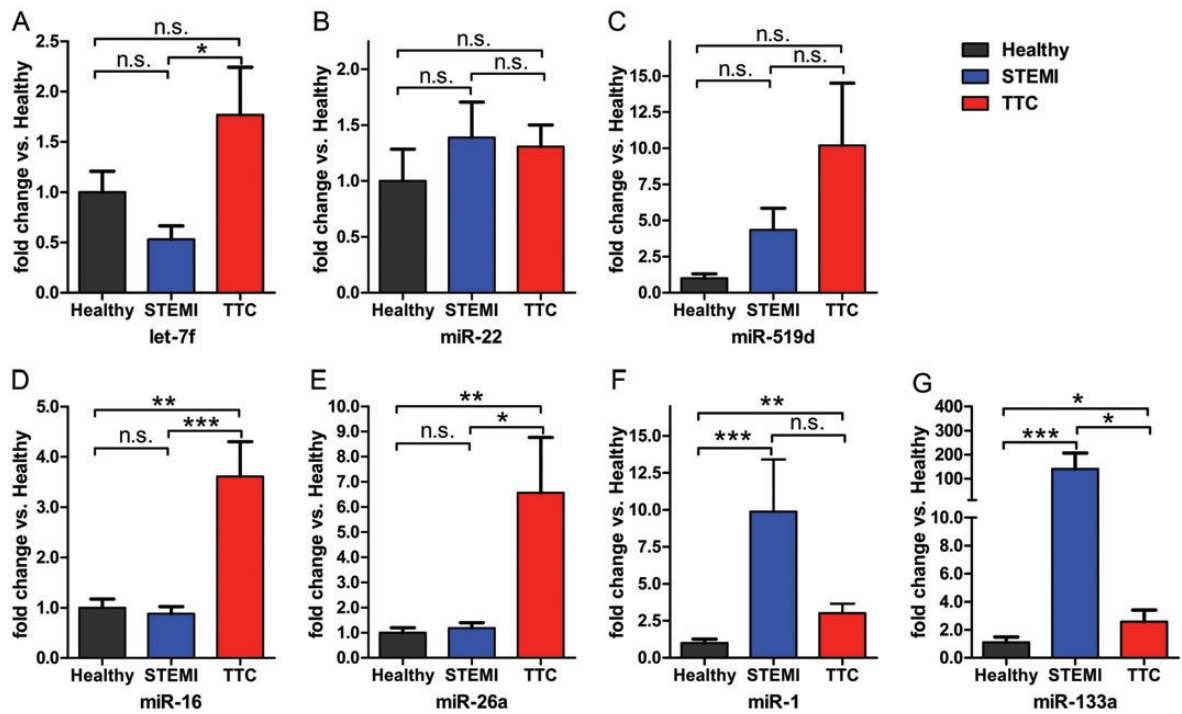 A
n.s.
n.s.
*
fold change vs. Healthy
2.5
2.0
1.5
1.0
0.5
0.0
Healthy STEMI TTC
let-7f
B
n.s.
n.s.
n.s.
fold change vs. Healthy
2.0
1.5
1.0
0.5
0.0
Healthy STEMI TTC
miR-22
C
n.s.
n.s.
n.s.
fold change vs. Healthy
15.0
12.5
10.0
7.5
5.0
2.5
0.0
Healthy STEMI TTC
miR-519d
Healthy
STEMI
TTC
D
**
n.s.
***
fold change vs. Healthy
5.0
4.0
3.0
2.0
1.0
0.0
Healthy STEMI TTC
miR-16
E
**
n.s.
*
fold change vs. Healthy
10.0
9.0
8.0
7.0
6.0
5.0
4.0
3.0
2.0
1.0
0.0
Healthy STEMI TTC
miR-26a
F
**
***
n.s.
fold change vs. Healthy
15.0
12.5
10.0
7.5
5.0
2.5
0.0
Healthy STEMI TTC
miR-1
G
*
***
*
fold change vs. Healthy
400
300
200
100
10.0
8.0
6.0
4.0
2.0
0.0
Healthy STEMI TTC
miR-133a